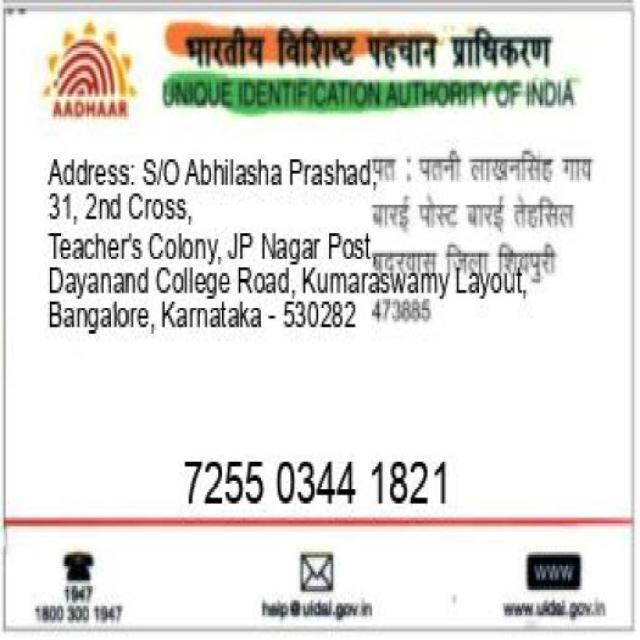 भारतीय विशिष्ट पहचान प्राधिकरण
AADHAAR
UNIQUE IDENTIFICATION AUTHORITY OF INDIA
Address: S/O Abhilasha Prashad,
31, 2nd Cross,
Teacher's Colony, JP Nagar Post,
Dayanand College Road, Kumaraswamy Layout,
Bangalore, Karnataka - 530282
पत : पतनी लाखनसिह गाव
बारई पोस्ट बारई तेहसिल
बदरवास जिला शिवपुरी
473885
7255 0344 1821
1947
1800 300 1947
help@uidai.gov.in
WWW
www.uidai.gov.in